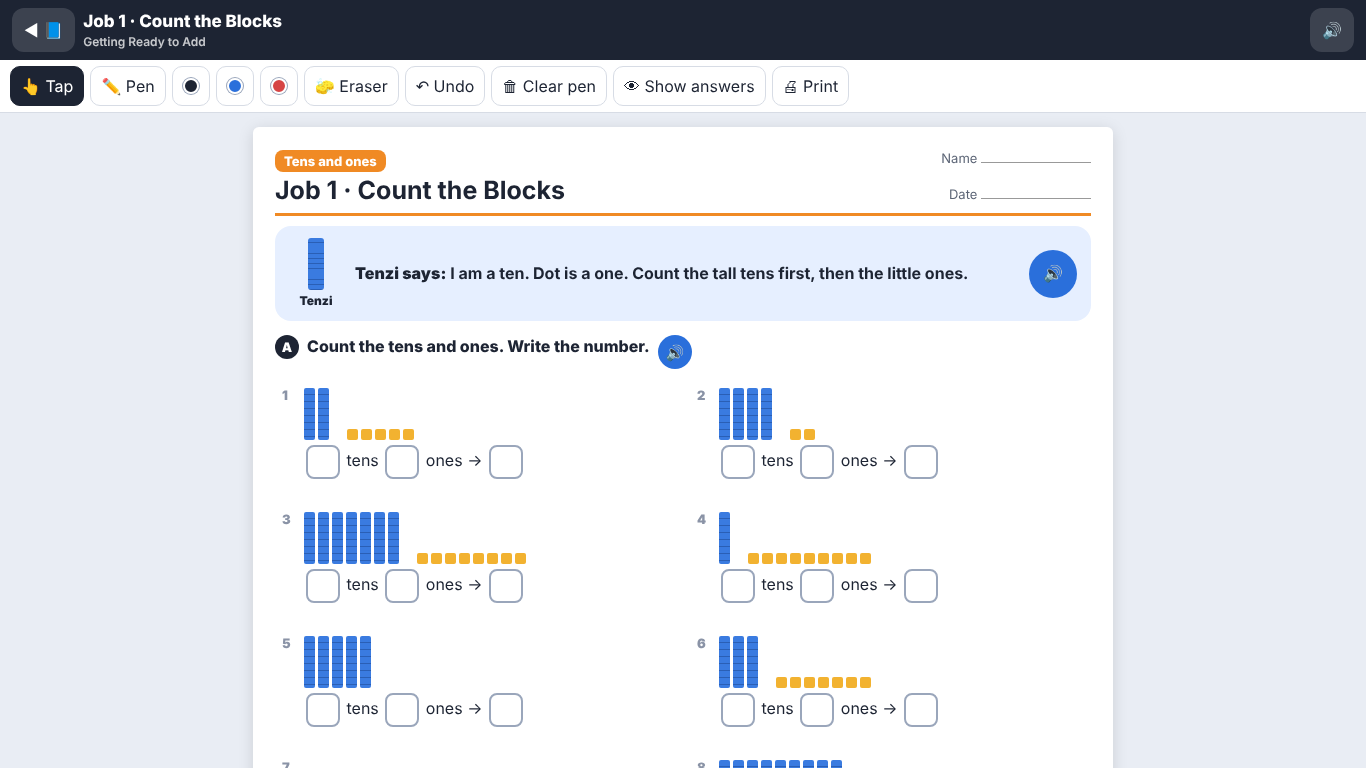 Job 1 · Count the Blocks
Getting Ready to Add
Tap
Pen
Eraser
Undo
Clear pen
Show answers
Print
Tens and ones
Job 1 · Count the Blocks
Name
Date
Tenzi says: I am a ten. Dot is a one. Count the tall tens first, then the little ones.
Tenzi
A Count the tens and ones. Write the number.
1
tens ones →
2
tens ones →
3
tens ones →
4
tens ones →
5
tens ones →
6
tens ones →
7
8